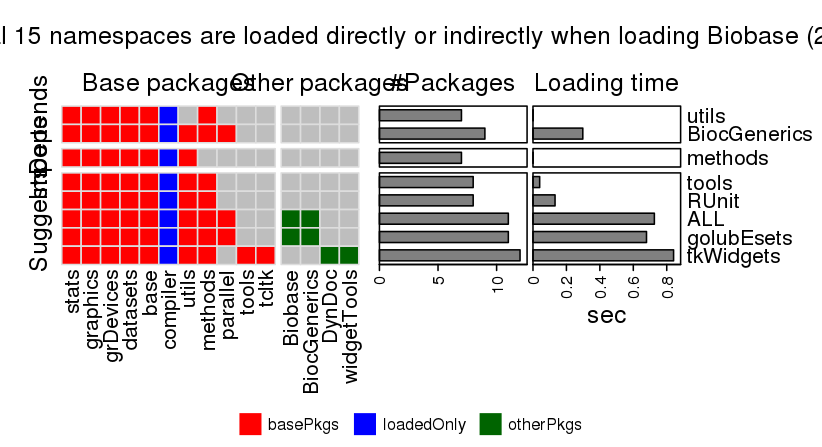 l 15 namespaces are loaded directly or indirectly when loading Biobase (2
Base packages
Other packages
#Packages
Loading time
Depends
Imports
Suggests
utils
BiocGenerics
methods
tools
RUnit
ALL
golubEsets
tkWidgets
stats
graphics
grDevices
datasets
base
compiler
utils
methods
parallel
tools
tcltk
Biobase
BiocGenerics
DynDoc
widgetTools
0 5 10
0 0.2 0.4 0.6 0.8
sec
basePkgs loadedOnly otherPkgs